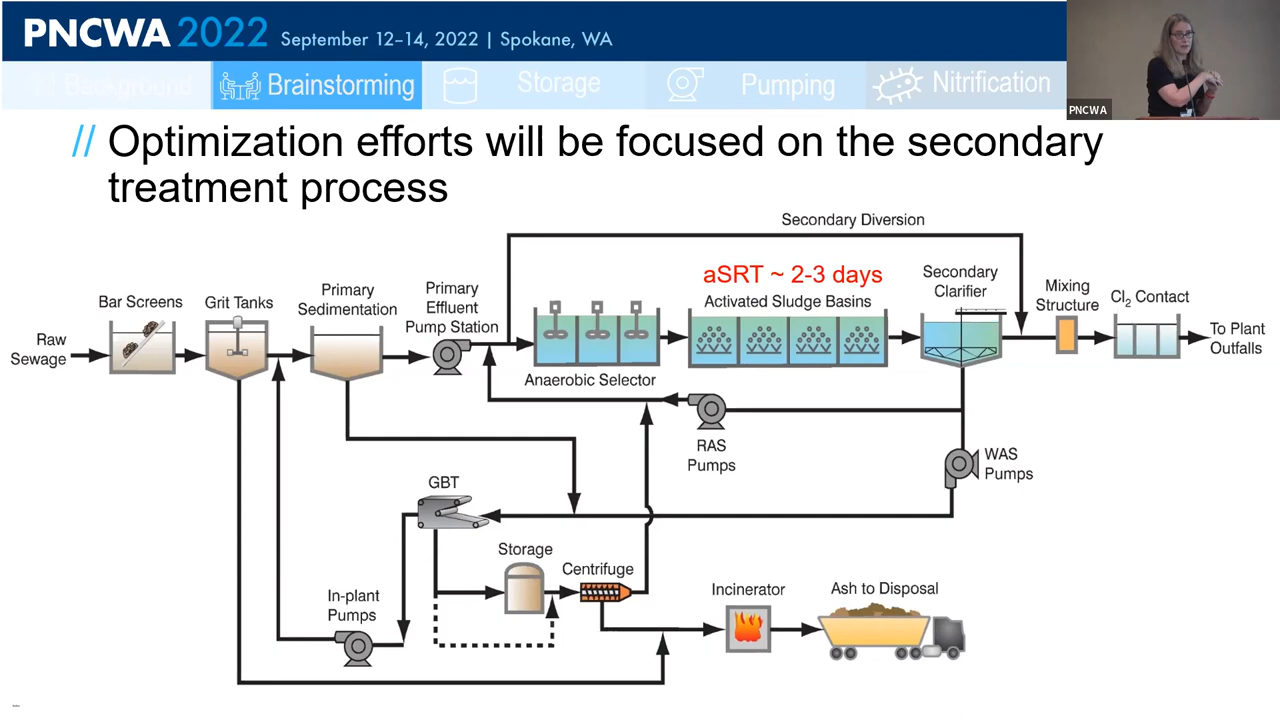 PNCWA 2022 September 12–14, 2022 | Spokane, WA
Background
Brainstorming
Storage
Pumping
Nitrification
PNCWA
// Optimization efforts will be focused on the secondary
treatment process
Secondary Diversion
aSRT ~ 2-3 days
Bar Screens
Grit Tanks
Primary
Sedimentation
Primary
Effluent
Pump Station
Activated Sludge Basins
Secondary
Clarifier
Mixing
Structure
Cl2 Contact
Raw
Sewage
To Plant
Outfalls
Anaerobic Selector
RAS
Pumps
WAS
Pumps
GBT
Storage
Centrifuge
In-plant
Pumps
Incinerator
Ash to Disposal